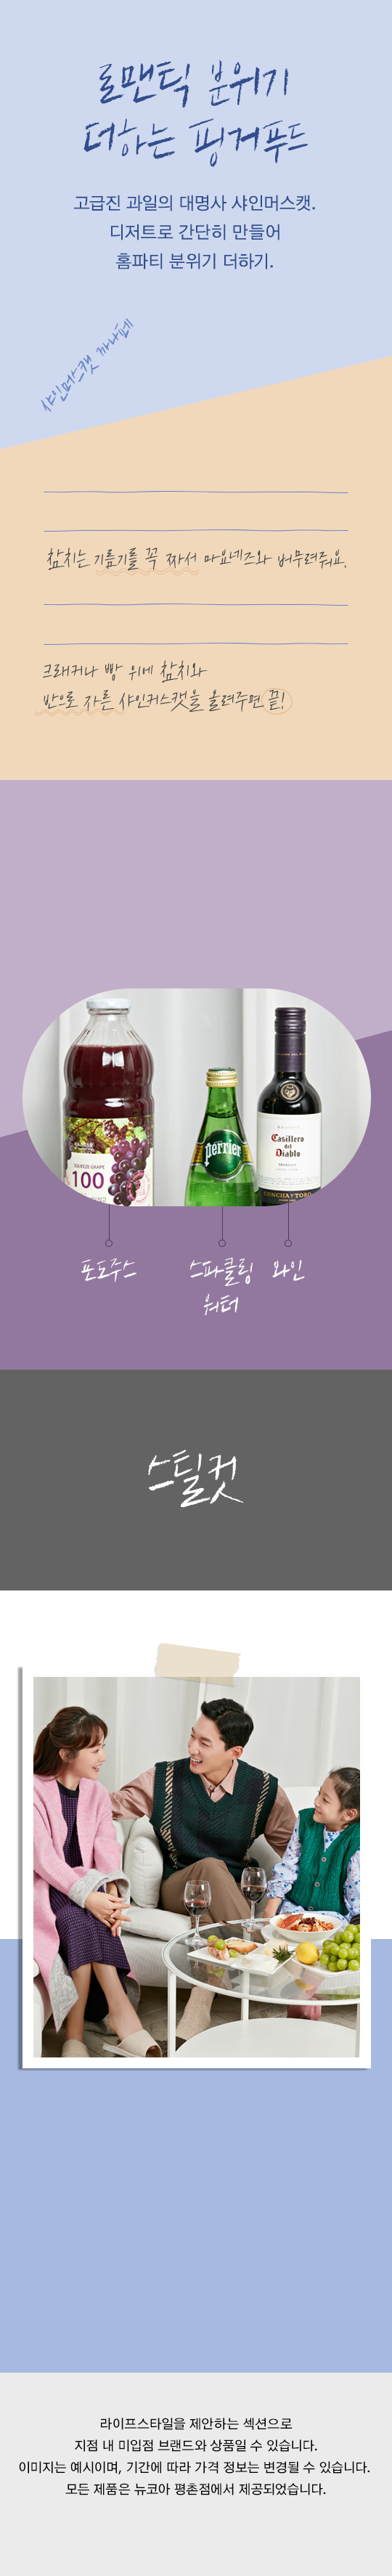 로맨틱 분위기
더하는 핑거푸드
고급진 과일의 대명사 샤인머스캣.
디저트로 간단히 만들어
홈파티 분위기 더하기.
샤인머스캣 까나페
참치는 기름기를 꼭 짜서 마요네즈와 버무려줘요.
크래커나 빵 위에 참치와
반으로 자른 샤인머스캣을 올려주면 끝!
SQUEEZE GRAPE
100
perrier
Casillero
del
Diablo
CONCHA Y TORO
포도주스
스파클링
워터
와인
스틸컷
라이프스타일을 제안하는 섹션으로
지점 내 미입점 브랜드와 상품일 수 있습니다.
이미지는 예시이며, 기간에 따라 가격 정보는 변경될 수 있습니다.
모든 제품은 뉴코아 평촌점에서 제공되었습니다.